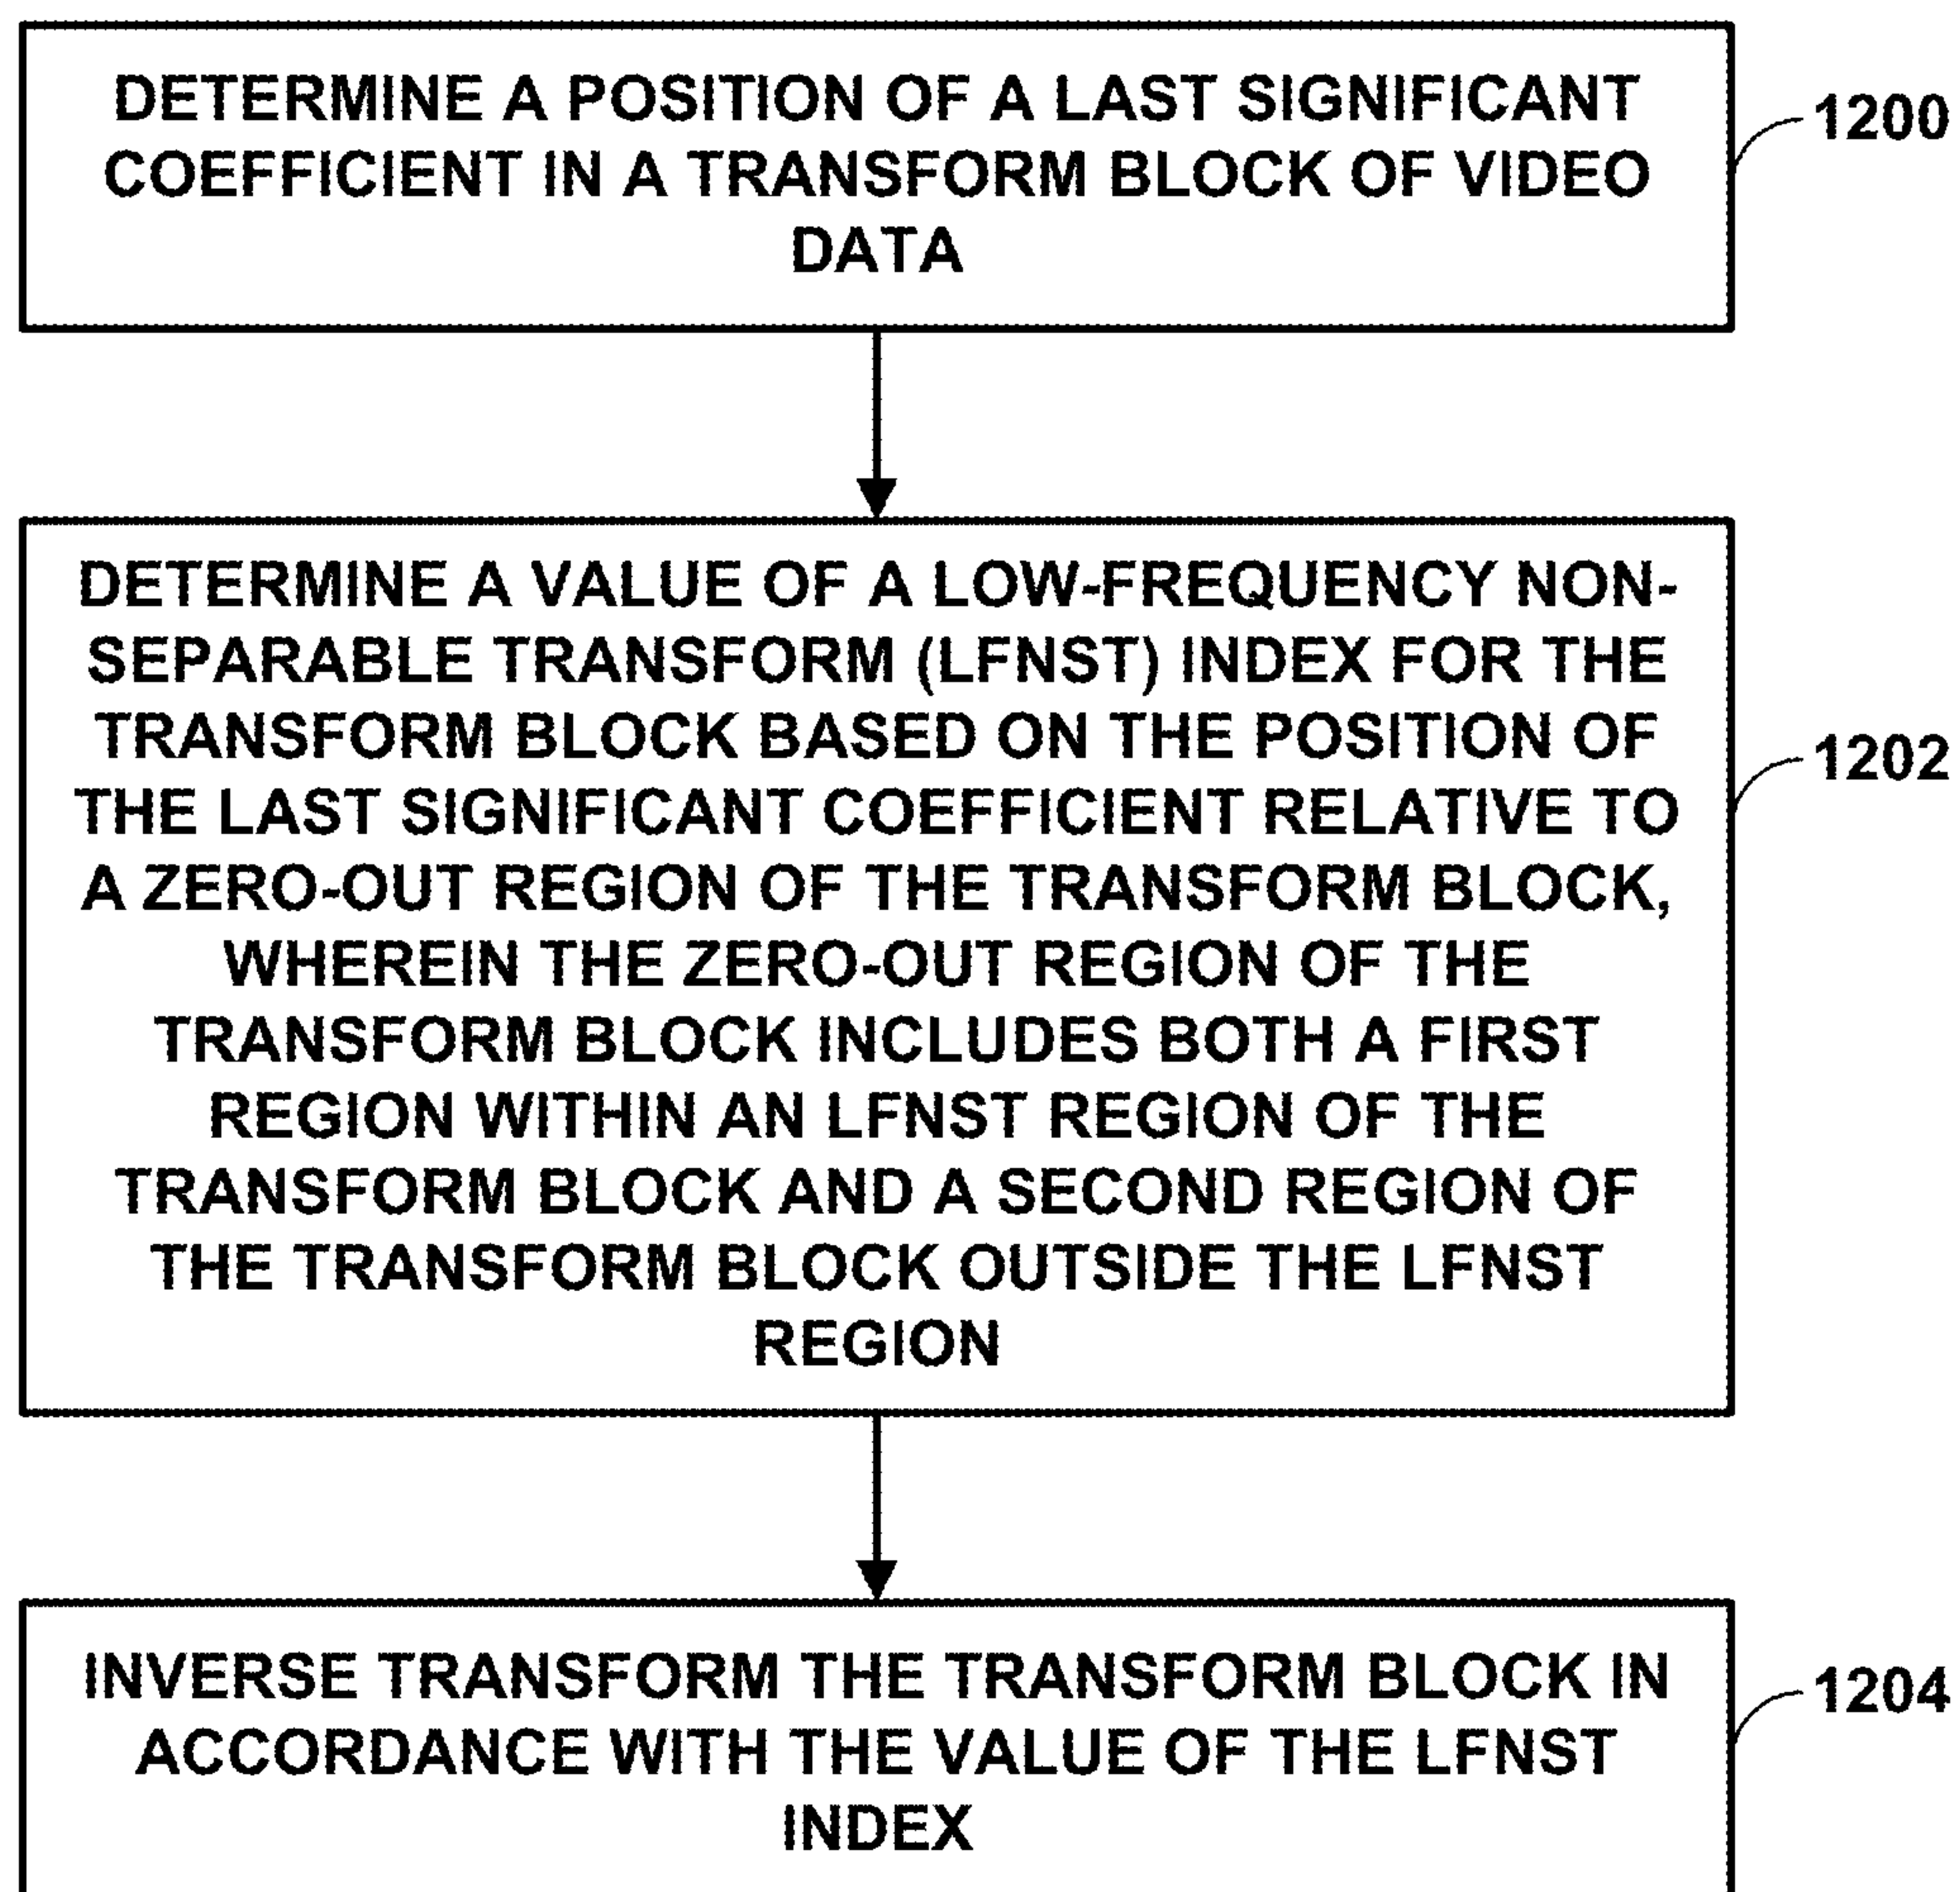 DETERMINE A POSITION OF A LAST SIGNIFICANT
COEFFICIENT IN A TRANSFORM BLOCK OF VIDEO
DATA
1200
DETERMINE A VALUE OF A LOW-FREQUENCY NON-
SEPARABLE TRANSFORM (LFNST) INDEX FOR THE
TRANSFORM BLOCK BASED ON THE POSITION OF
THE LAST SIGNIFICANT COEFFICIENT RELATIVE TO
A ZERO-OUT REGION OF THE TRANSFORM BLOCK,
WHEREIN THE ZERO-OUT REGION OF THE
TRANSFORM BLOCK INCLUDES BOTH A FIRST
REGION WITHIN AN LFNST REGION OF THE
TRANSFORM BLOCK AND A SECOND REGION OF
THE TRANSFORM BLOCK OUTSIDE THE LFNST
REGION
1202
INVERSE TRANSFORM THE TRANSFORM BLOCK IN
ACCORDANCE WITH THE VALUE OF THE LFNST
INDEX
1204